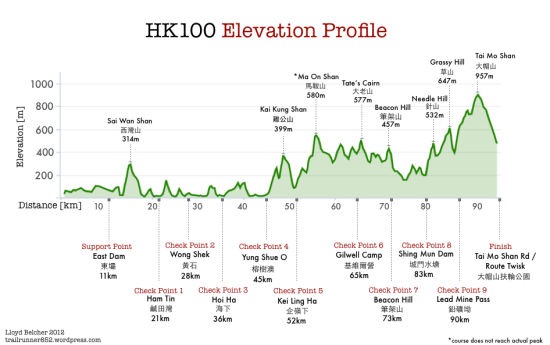 HK100 Elevation Profile
Tai Mo Shan
大帽山
957m
Grassy Hill
草山
647m
*Ma On Shan
馬鞍山
580m
Tate's Cairn
大老山
577m
Needle Hill
針山
532m
Kai Kung Shan
雞公山
399m
Beacon Hill
筆架山
457m
Sai Wan Shan
西灣山
314m
Elevation [m]
1000
800
600
400
200
Distance [km]
10
20
30
40
50
60
70
80
90
Support Point
East Dam
東壩
11km
Check Point 2
Wong Shek
黃石
28km
Check Point 4
Yung Shue O
榕樹澳
45km
Check Point 6
Gilwell Camp
基維爾營
65km
Check Point 8
Shing Mun Dam
城門水塘
83km
Finish
Tai Mo Shan Rd /
Route Twisk
大帽山扶輪公園
Check Point 1
Ham Tin
鹹田灣
21km
Check Point 3
Hoi Ha
海下
36km
Check Point 5
Kei Ling Ha
企嶺下
52km
Check Point 7
Beacon Hill
筆架山
73km
Check Point 9
Lead Mine Pass
鉛礦坳
90km
Lloyd Belcher 2012
trailrunner852.wordpress.com
*course does not reach actual peak